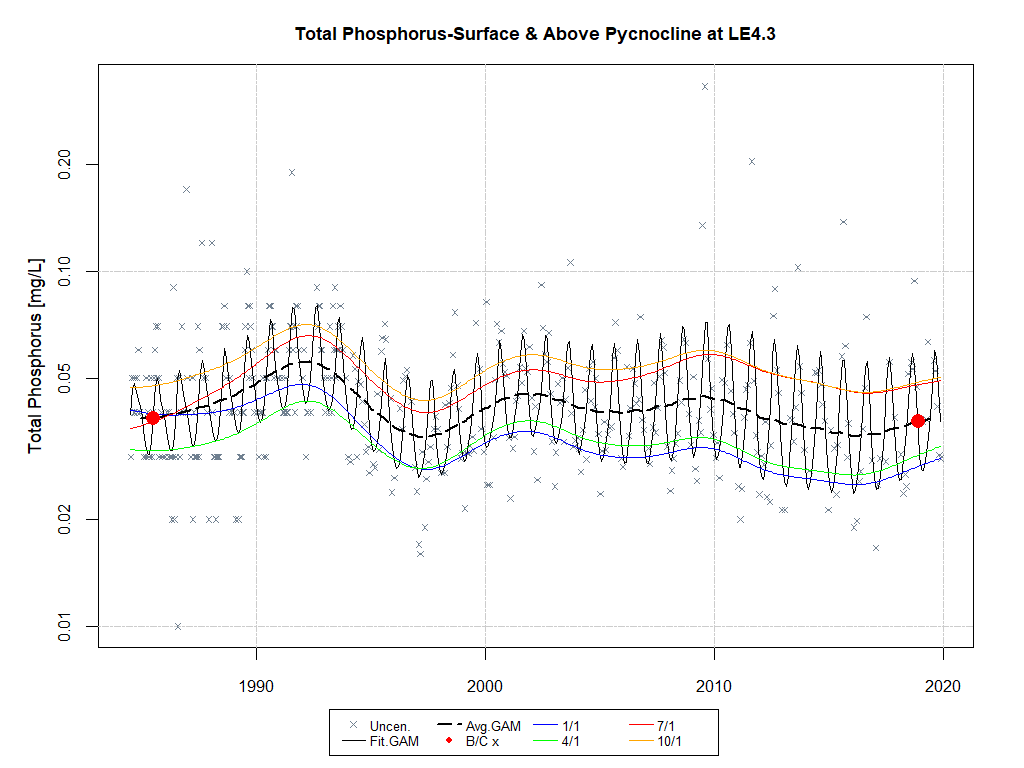 Total Phosphorus-Surface & Above Pycnocline at LE4.3
Total Phosphorus [mg/L]
0.20
0.10
0.05
0.02
0.01
1990 2000 2010 2020
Uncen. Avg.GAM 1/1 7/1
Fit.GAM B/C x 4/1 10/1